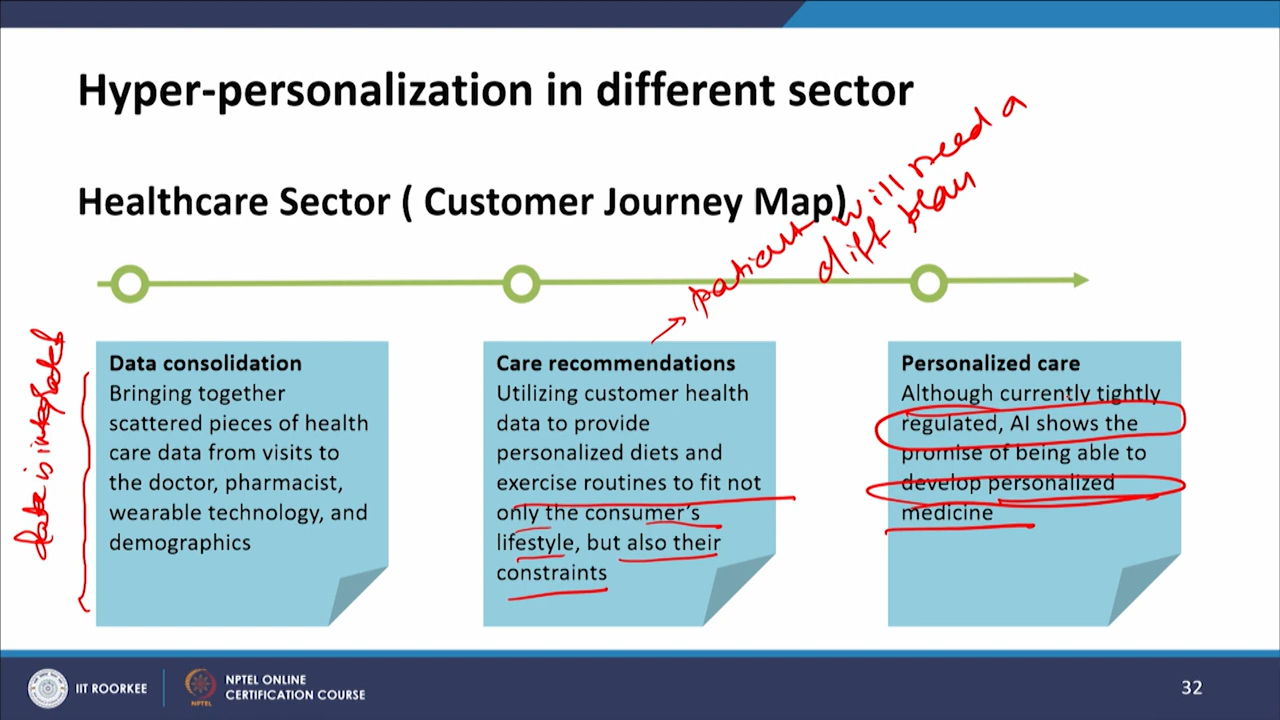 Hyper-personalization in different sector
Healthcare Sector ( Customer Journey Map)
patient will need a
diff plan
data is integrated
Data consolidation
Bringing together
scattered pieces of health
care data from visits to
the doctor, pharmacist,
wearable technology, and
demographics
Care recommendations
Utilizing customer health
data to provide
personalized diets and
exercise routines to fit not
only the consumer's
lifestyle, but also their
constraints
Personalized care
Although currently tightly
regulated, AI shows the
promise of being able to
develop personalized
medicine
IIT ROORKEE
NPTEL
NPTEL ONLINE
CERTIFICATION COURSE
32